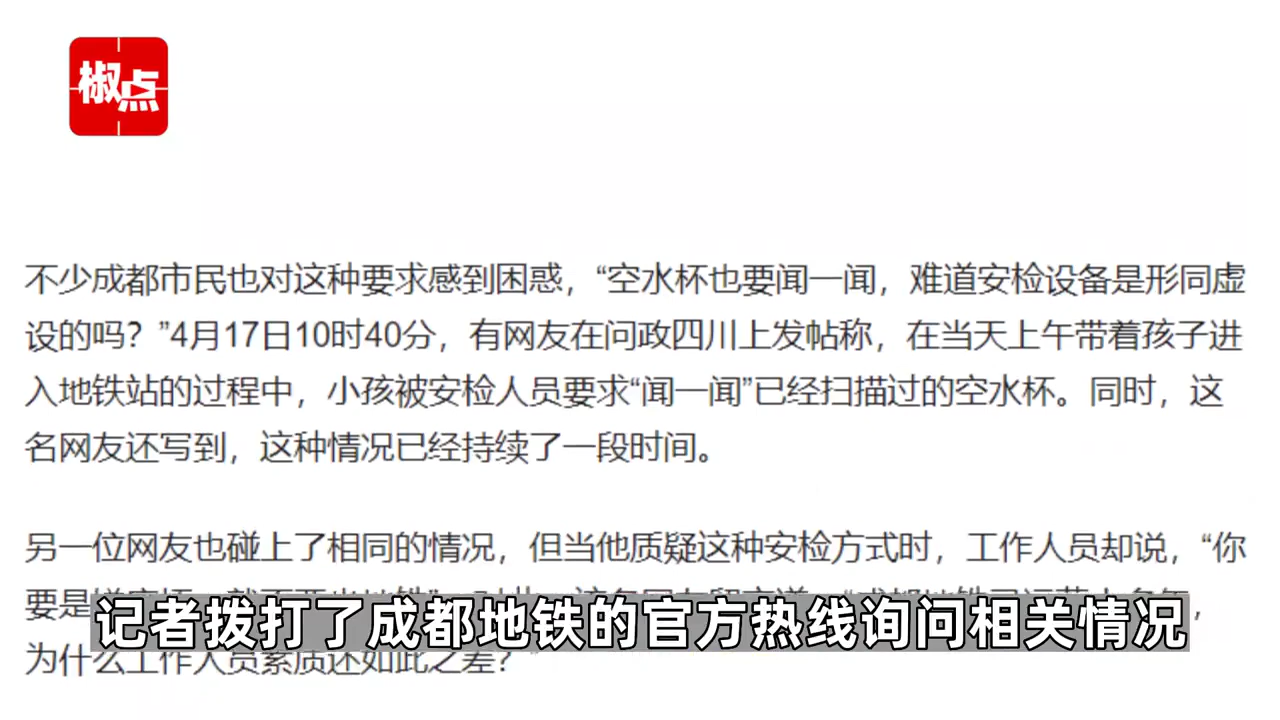 椒点
不少成都市民也对这种要求感到困惑，“空水杯也要闻一闻，难道安检设备是形同虚
设的吗？”4月17日10时40分，有网友在问政四川上发帖称，在当天上午带着孩子进
入地铁站的过程中，小孩被安检人员要求“闻一闻”已经扫描过的空水杯。同时，这
名网友还写到，这种情况已经持续了一段时间。
另一位网友也碰上了相同的情况，但当他质疑这种安检方式时，工作人员却说，“你
要是
记者拨打了成都地铁的官方热线询问相关情况
为什么工作人员素质还如此之差？”